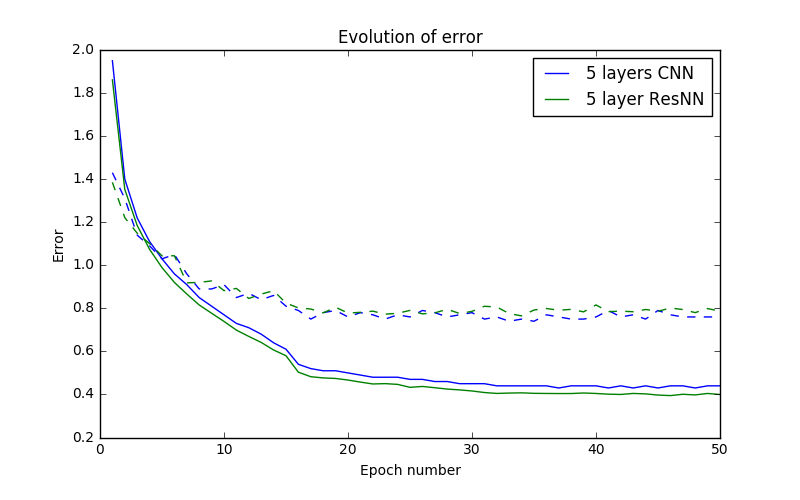 Evolution of error
2.0
1.8
1.6
1.4
1.2
1.0
0.8
0.6
0.4
0.2
Error
5 layers CNN
5 layer ResNN
0 10 20 30 40 50
Epoch number